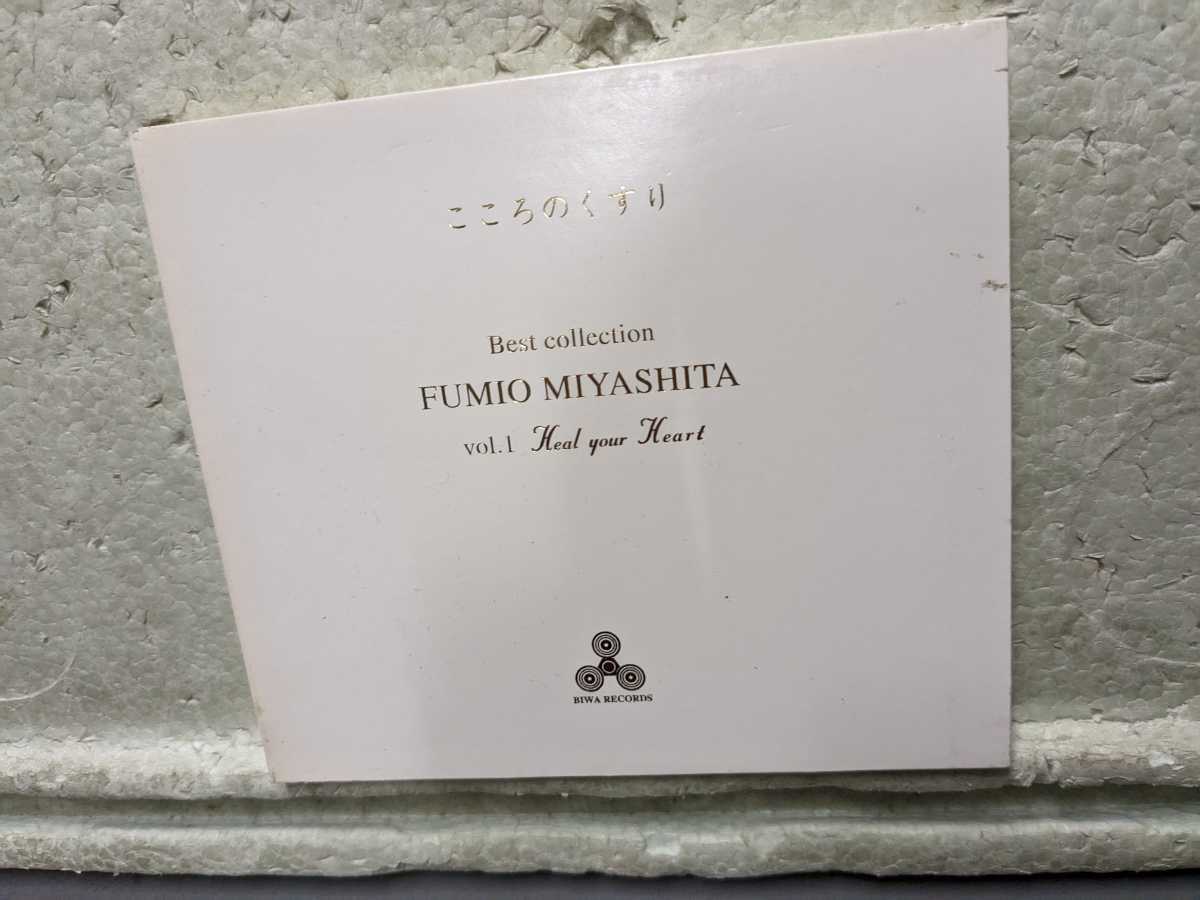 こころのくすり
Best collection
FUMIO MIYASHITA
vol.1 Heal your Heart
BIWA RECORDS